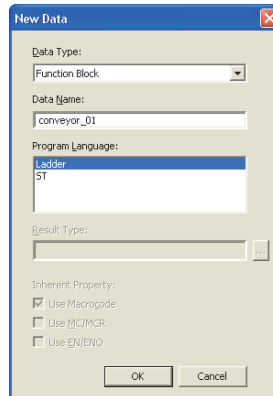 New Data
Data Type:
Function Block
Data Name:
conveyor_01
Program Language:
Ladder
ST
Result Type:
...
Inherent Property:
Use Macrocode
Use MC/MCR
Use EN/ENO
OK Cancel